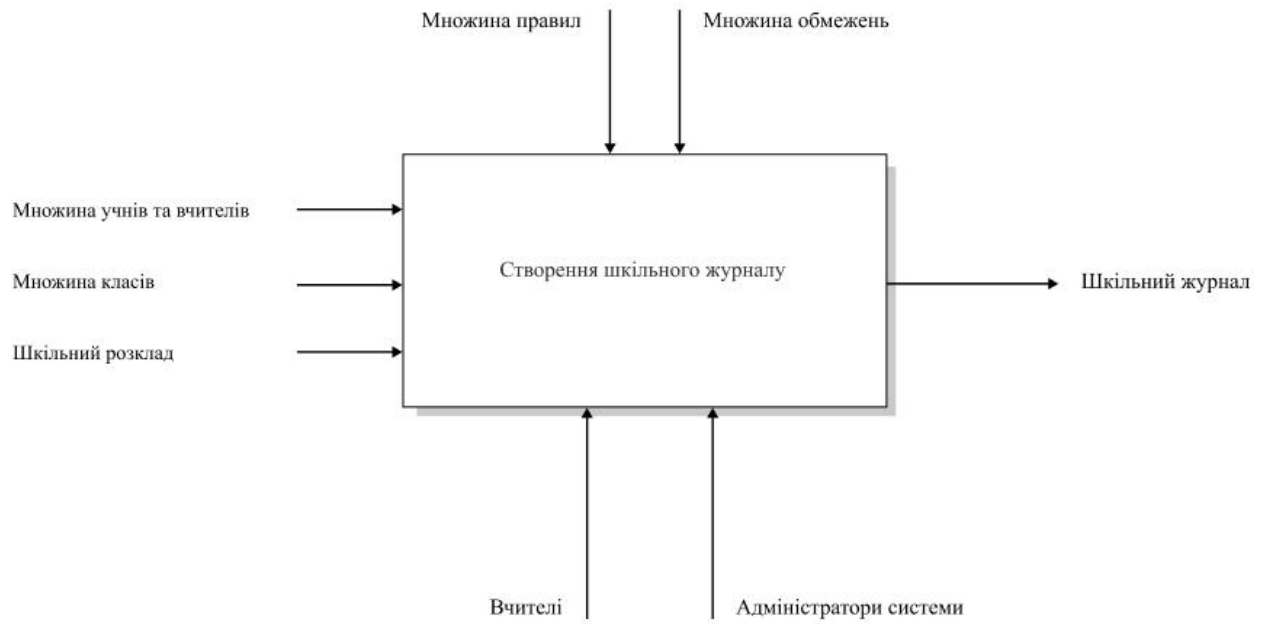 Множина правил
Множина обмежень
Множина учнів та вчителів
Створення шкільного журналу
Множина класів
Шкільний журнал
Шкільний розклад
Вчителі
Адміністратори системи